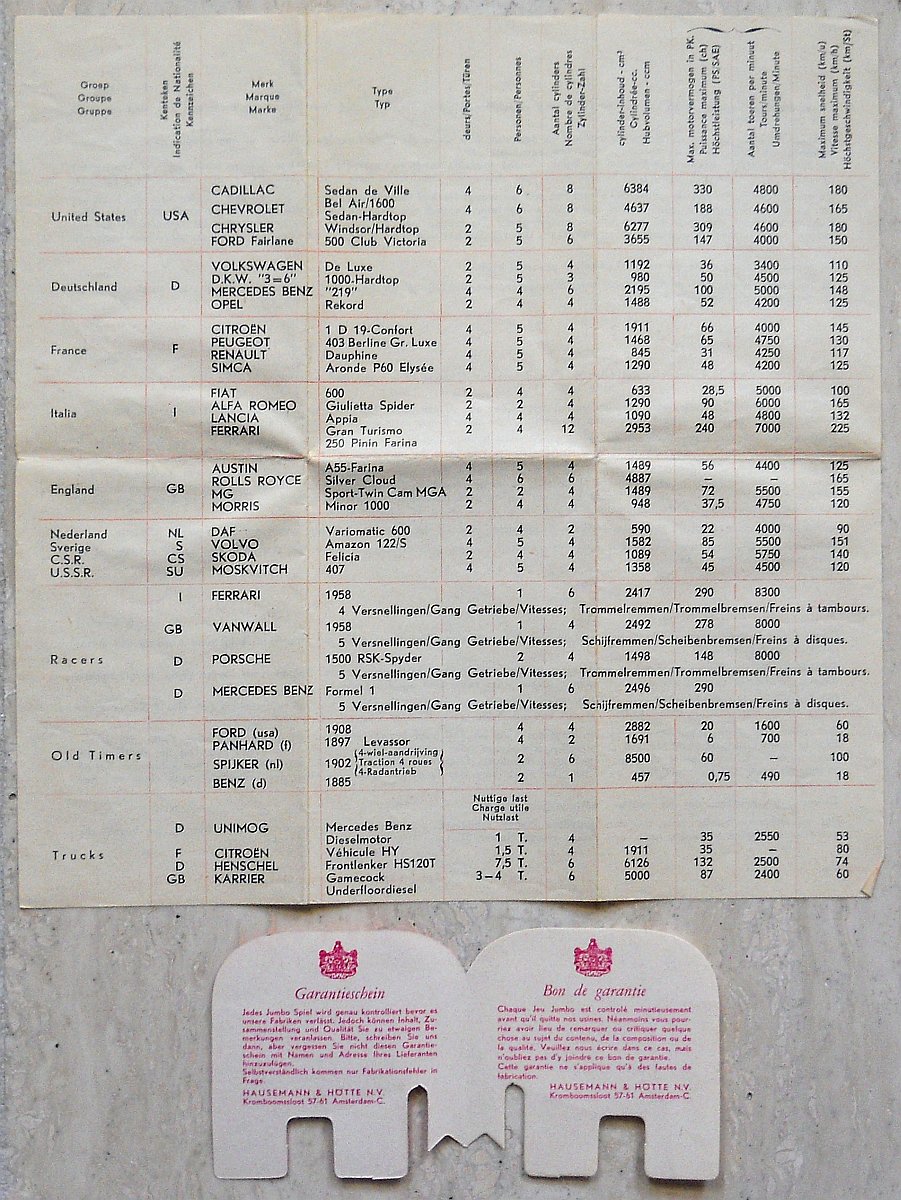 Groep
Groupe
Gruppe
Kenteken
Indication de Nationalité
Kennzeichen
Merk
Marque
Marke
Type
Typ
deurs/Portes/Türen
Personen/Personnes
Aantal cylinders
Nombre de cylindres
Zylinder-Zahl
cylinder-inhoud - cm³
Cylindrée-cc.
Hubvolumen - ccm
Max. motorvermogen in PK.
Puissance maximum (ch)
Höchstleistung (PS/SAE)
Aantal toeren per minuut
Tours/minute
Umdrehungen/Minute
Maximum snelheid (km/u)
Vitesse maximum (km/h)
Höchstgeschwindigkeit (km/St)
United States USA CADILLAC Sedan de Ville 4 6 8 6384 330 4800 180
CHEVROLET Bel Air/1600 Sedan-Hardtop 4 6 8 4637 188 4600 165
CHRYSLER Windsor/Hardtop 2 5 8 6277 309 4600 180
FORD Fairlane 500 Club Victoria 2 5 6 3655 147 4000 150
Deutschland D VOLKSWAGEN De Luxe 2 5 4 1192 36 3400 110
D.K.W. "3=6" 1000-Hardtop 2 5 3 980 50 4500 125
MERCEDES BENZ "219" 4 4 6 2195 100 5000 148
OPEL Rekord 2 4 4 1488 52 4200 125
France F CITROËN 1 D 19-Confort 4 5 4 1911 66 4000 145
PEUGEOT 403 Berline Gr. Luxe 4 5 4 1468 65 4750 130
RENAULT Dauphine 4 5 4 845 31 4250 117
SIMCA Aronde P60 Elysée 4 5 4 1290 48 4200 125
Italia I FIAT 600 2 4 4 633 28,5 5000 100
ALFA ROMEO Giulietta Spider 2 2 4 1290 90 6000 165
LANCIA Appia 4 4 4 1090 48 4800 132
FERRARI Gran Turismo 2 4 12 2953 240 7000 225
250 Pinin Farina
England GB AUSTIN A55-Farina 4 5 4 1489 56 4400 125
ROLLS ROYCE Silver Cloud 4 6 6 4887 – – 165
MG Sport-Twin Cam MGA 2 2 4 1489 72 5500 155
MORRIS Minor 1000 2 4 4 948 37,5 4750 120
Nederland NL DAF Variomatic 600 2 4 2 590 22 4000 90
Sverige S VOLVO Amazon 122/S 4 5 4 1582 85 5500 151
C.S.R. CS SKODA Felicia 2 4 4 1089 54 5750 140
U.S.S.R. SU MOSKVITCH 407 4 5 4 1358 45 4500 120
Racers I FERRARI 1958 1 6 2417 290 8300
4 Versnellingen/Gang Getriebe/Vitesses; Trommelremmen/Trommelbremsen/Freins à tambours.
GB VANWALL 1958 1 4 2492 278 8000
5 Versnellingen/Gang Getriebe/Vitesses; Schijfremmen/Scheibenbremsen/Freins à disques.
D PORSCHE 1500 RSK-Spyder 2 4 1498 148 8000
5 Versnellingen/Gang Getriebe/Vitesses; Trommelremmen/Trommelbremsen/Freins à tambours.
D MERCEDES BENZ Formel 1 1 6 2496 290
5 Versnellingen/Gang Getriebe/Vitesses; Schijfremmen/Scheibenbremsen/Freins à disques.
Old Timers FORD (usa) 1908 4 4 2882 20 1600 60
PANHARD (f) 1897 Levassor 4 2 1691 6 700 18
SPIJKER (nl) 1902 (4-wiel-aandrijving Traction 4 roues 4-Radantrieb) 2 6 8500 60 – 100
BENZ (d) 1885 2 1 457 0,75 490 18
Nuttige last
Charge utile
Nutzlast
Trucks D UNIMOG Mercedes Benz
Dieselmotor 1 T. 4 – 35 2550 53
F CITROËN Véhicule HY 1,5 T. 4 1911 35 – 80
D HENSCHEL Frontlenker HS120T 7,5 T. 6 6126 132 2500 74
GB KARRIER Gamecock 3–4 T. 6 5000 87 2400 60
Underfloordiesel
Garantieschein
Jedes Jumbo Spiel wird genau kontrolliert bevor es
unsere Fabriken verlässt. Jedoch können Inhalt, Zu-
sammenstellung und Qualität Sie zu etwaigen Be-
merkungen veranlassen. Bitte, schreiben Sie uns
dann, aber vergessen Sie nicht diesen Garantie-
schein mit Namen und Adresse Ihres Lieferanten
hinzuzufügen.
Selbstverständlich kommen nur Fabrikationsfehler in
Frage.
HAUSEMANN & HÖTTE N.V.
Kromboomssloot 57-61 Amsterdam-C.
Bon de garantie
Chaque Jeu Jumbo est contrôlé minutieusement
avant qu'il quitte nos usines. Néanmoins vous pour-
riez avoir lieu de remarquer ou critiquer quelque
chose au sujet du contenu, de la composition ou de
la qualité. Veuillez nous écrire dans ce cas, mais
n'oubliez pas d'y joindre ce bon de garantie.
Cette garantie ne s'applique qu'à des fautes de
fabrication.
HAUSEMANN & HÖTTE N.V.
Kromboomssloot 57-61 Amsterdam-C.